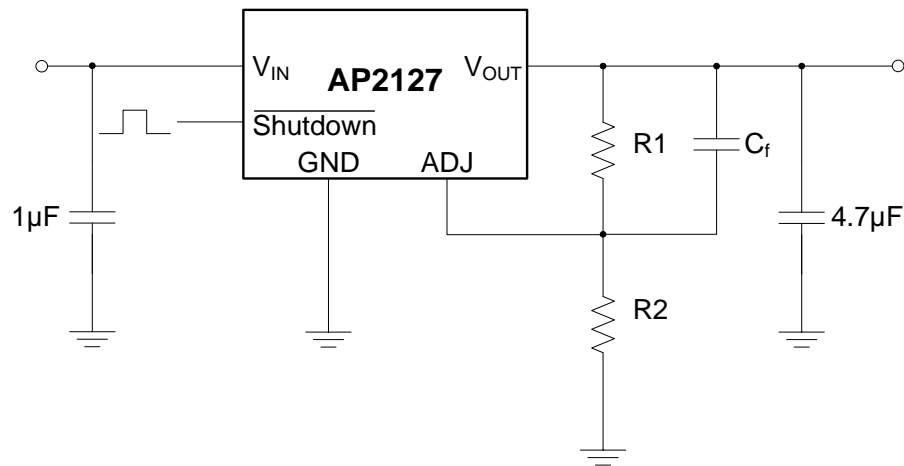 V_IN
AP2127
V_OUT
Shutdown
GND
ADJ
R1
C_f
1µF
4.7µF
R2